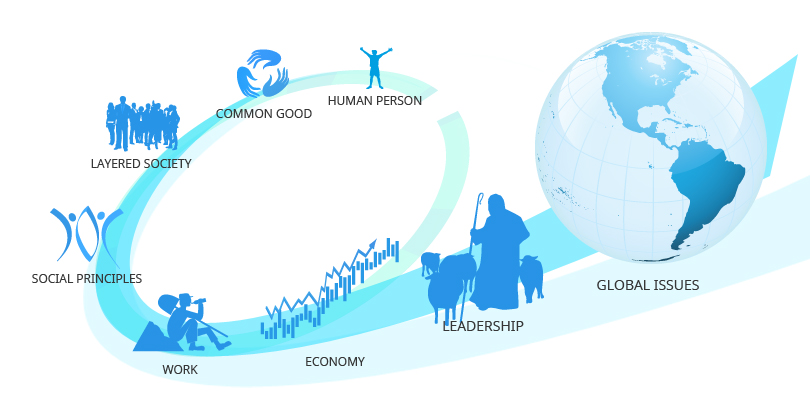 HUMAN PERSON
COMMON GOOD
LAYERED SOCIETY
SOCIAL PRINCIPLES
WORK
ECONOMY
LEADERSHIP
GLOBAL ISSUES